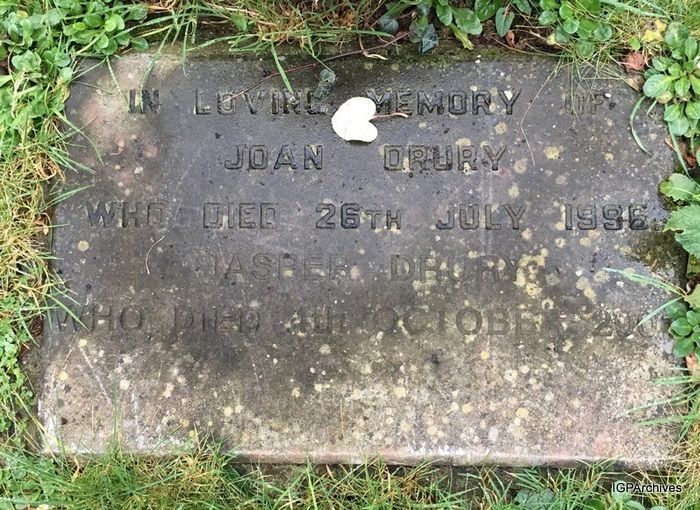 IN LOVING MEMORY OF
JOAN DRURY
WHO DIED 26TH JULY 1996.
JASPER DRURY
WHO DIED 4TH OCTOBER
IGPArchives